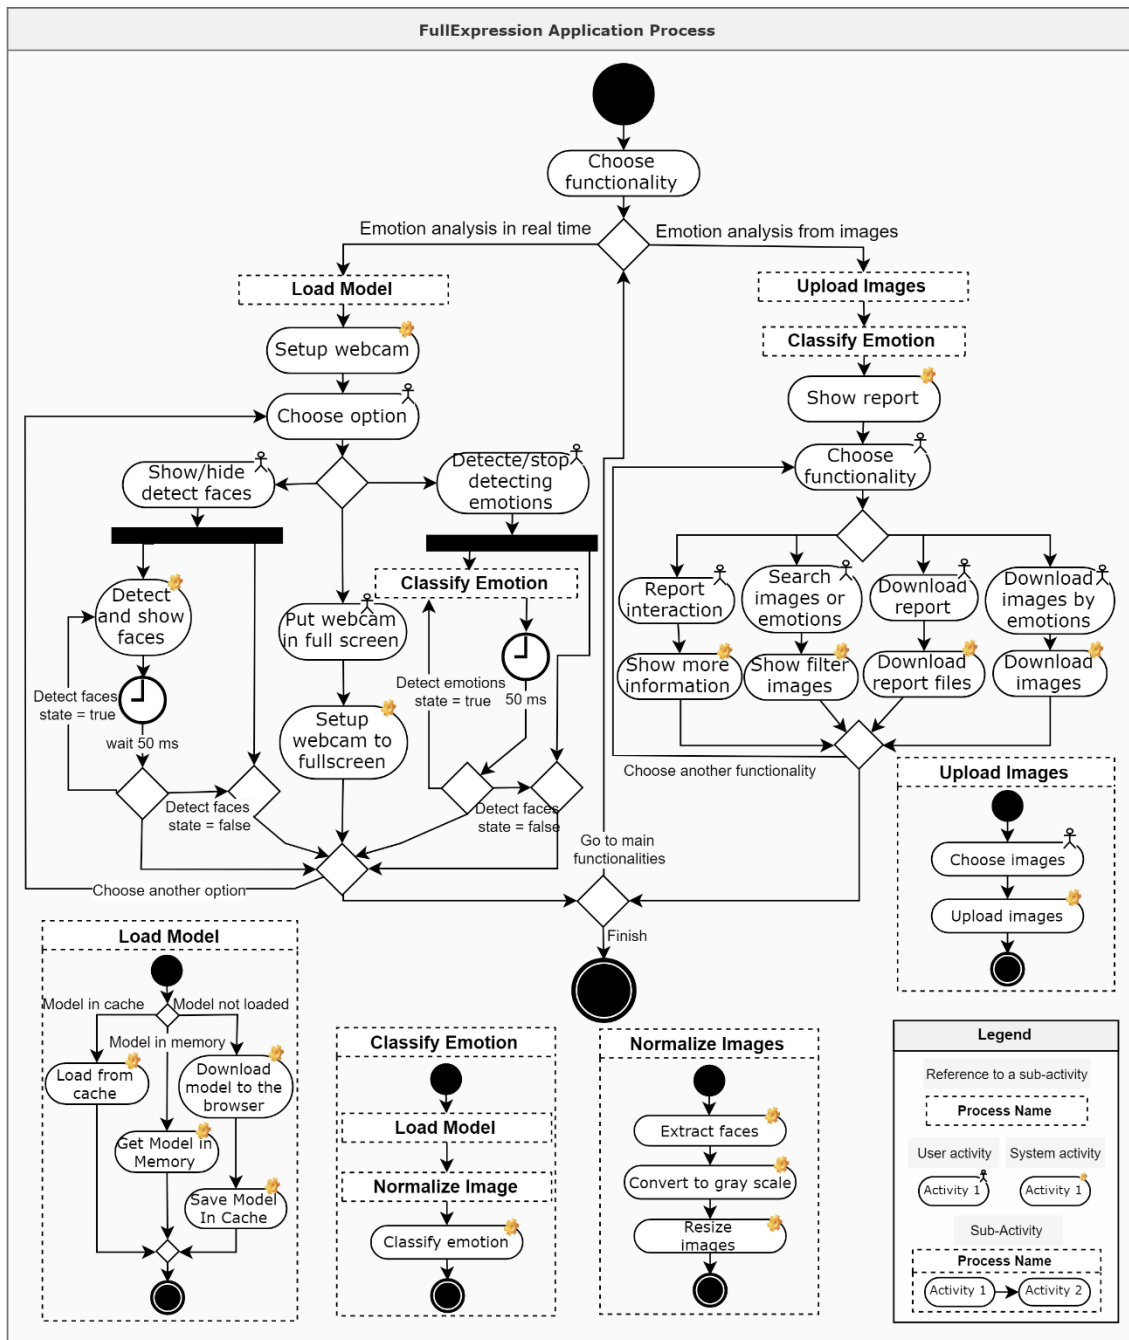 FullExpression Application Process
Choose
functionality
Emotion analysis in real time
Emotion analysis from images
Load Model
Upload Images
Classify Emotion
Setup webcam
Show report
Choose option
Choose
functionality
Show/hide
detect faces
Detecte/stop
detecting
emotions
Classify Emotion
Detect
and show
faces
Put webcam
in full screen
Report
interaction
Search
images or
emotions
Download
report
Download
images by
emotions
Show more
information
Show filter
images
Download
report files
Download
images
Detect faces
state = true
wait 50 ms
Detect emotions
state = true
50 ms
Setup
webcam to
fullscreen
Choose another functionality
Detect faces
state = false
Detect faces
state = false
Go to main
functionalities
Choose another option
Finish
Upload Images
Choose images
Upload images
Load Model
Model in cache
Model not loaded
Model in memory
Load from
cache
Download
model to the
browser
Get Model in
Memory
Save Model
In Cache
Classify Emotion
Load Model
Normalize Image
Classify emotion
Normalize Images
Extract faces
Convert to gray scale
Resize
images
Legend
Reference to a sub-activity
Process Name
User activity
System activity
Activity 1
Activity 1
Sub-Activity
Process Name
Activity 1
Activity 2